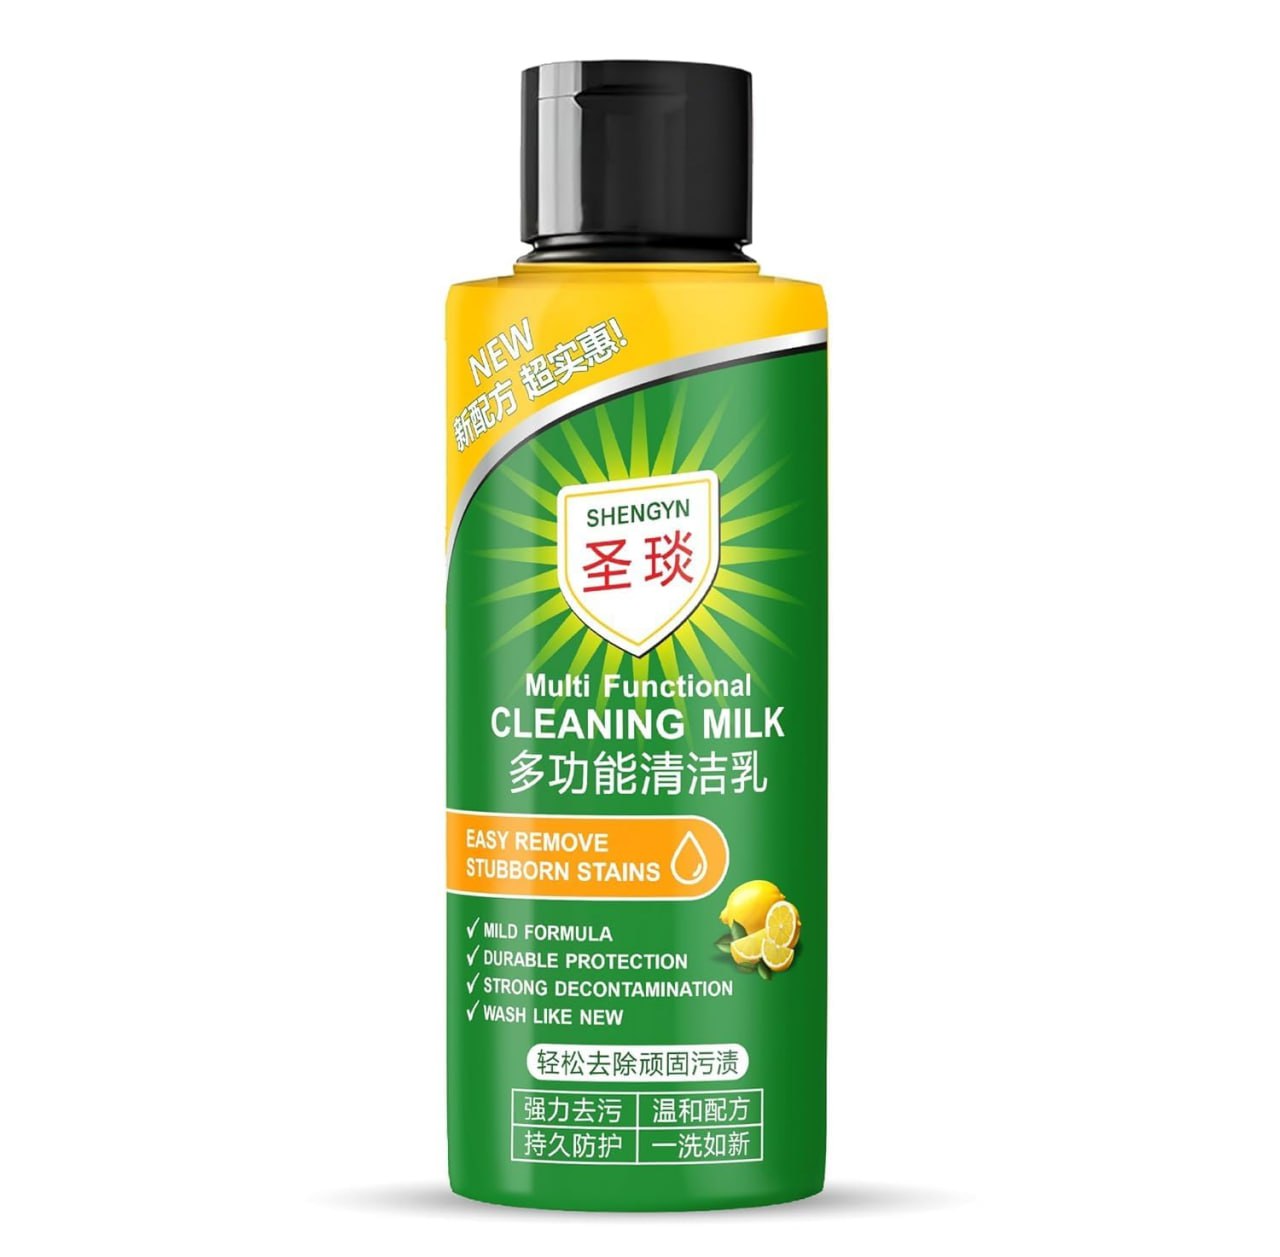 NEW
新配方 超实惠!
SHENGYN
圣琰
Multi Functional
CLEANING MILK
多功能清洁乳
EASY REMOVE
STUBBORN STAINS
✓ MILD FORMULA
✓ DURABLE PROTECTION
✓ STRONG DECONTAMINATION
✓ WASH LIKE NEW
轻松去除顽固污渍
强力去污 温和配方
持久防护 一洗如新